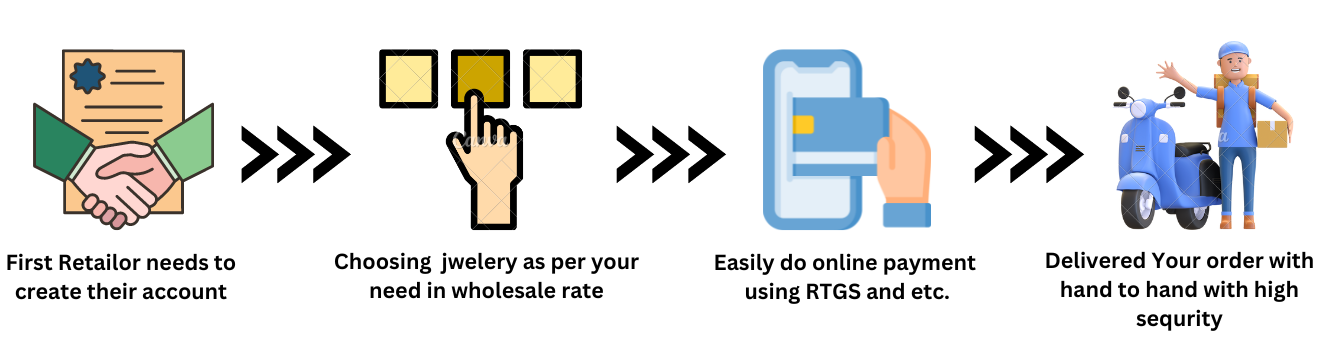 First Retailor needs to
create their account
Choosing  jwelery as per your
need in wholesale rate
Easily do online payment
using RTGS and etc.
Delivered Your order with
hand to hand with high
sequrity